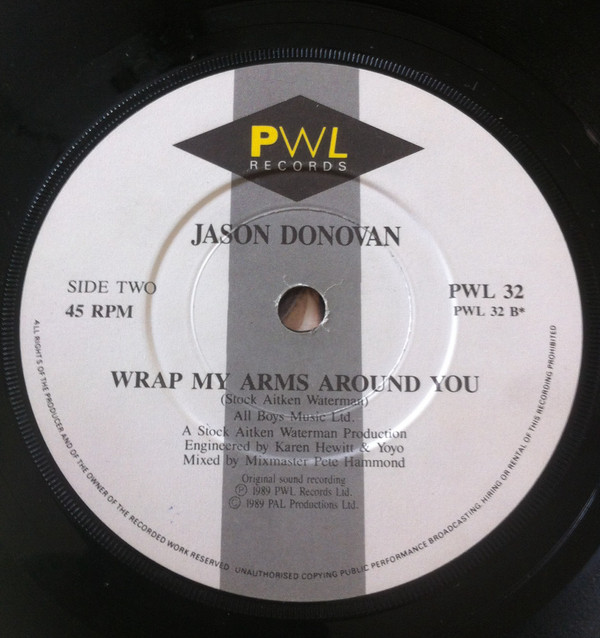 PWL
RECORDS
JASON DONOVAN
SIDE TWO
45 RPM
PWL 32
PWL 32 B*
WRAP MY ARMS AROUND YOU
(Stock Aitken Waterman)
All Boys Music Ltd.
A Stock Aitken Waterman Production
Engineered by Karen Hewitt & Yoyo
Mixed by Mixmaster Pete Hammond
Original sound recording
Ⓟ 1989 PWL Records Ltd.
© 1989 PAL Productions Ltd.
ALL RIGHTS OF THE PRODUCER AND OF THE OWNER OF THE RECORDED WORK RESERVED. UNAUTHORISED COPYING PUBLIC PERFORMANCE BROADCASTING HIRING OR RENTAL OF THIS RECORDING PROHIBITED